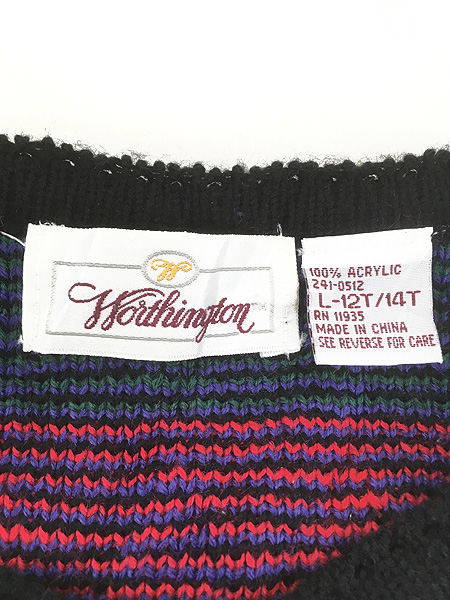 W
Worthington
100% ACRYLIC
241-0512
L-12T/14T
RN 11935
MADE IN CHINA
SEE REVERSE FOR CARE